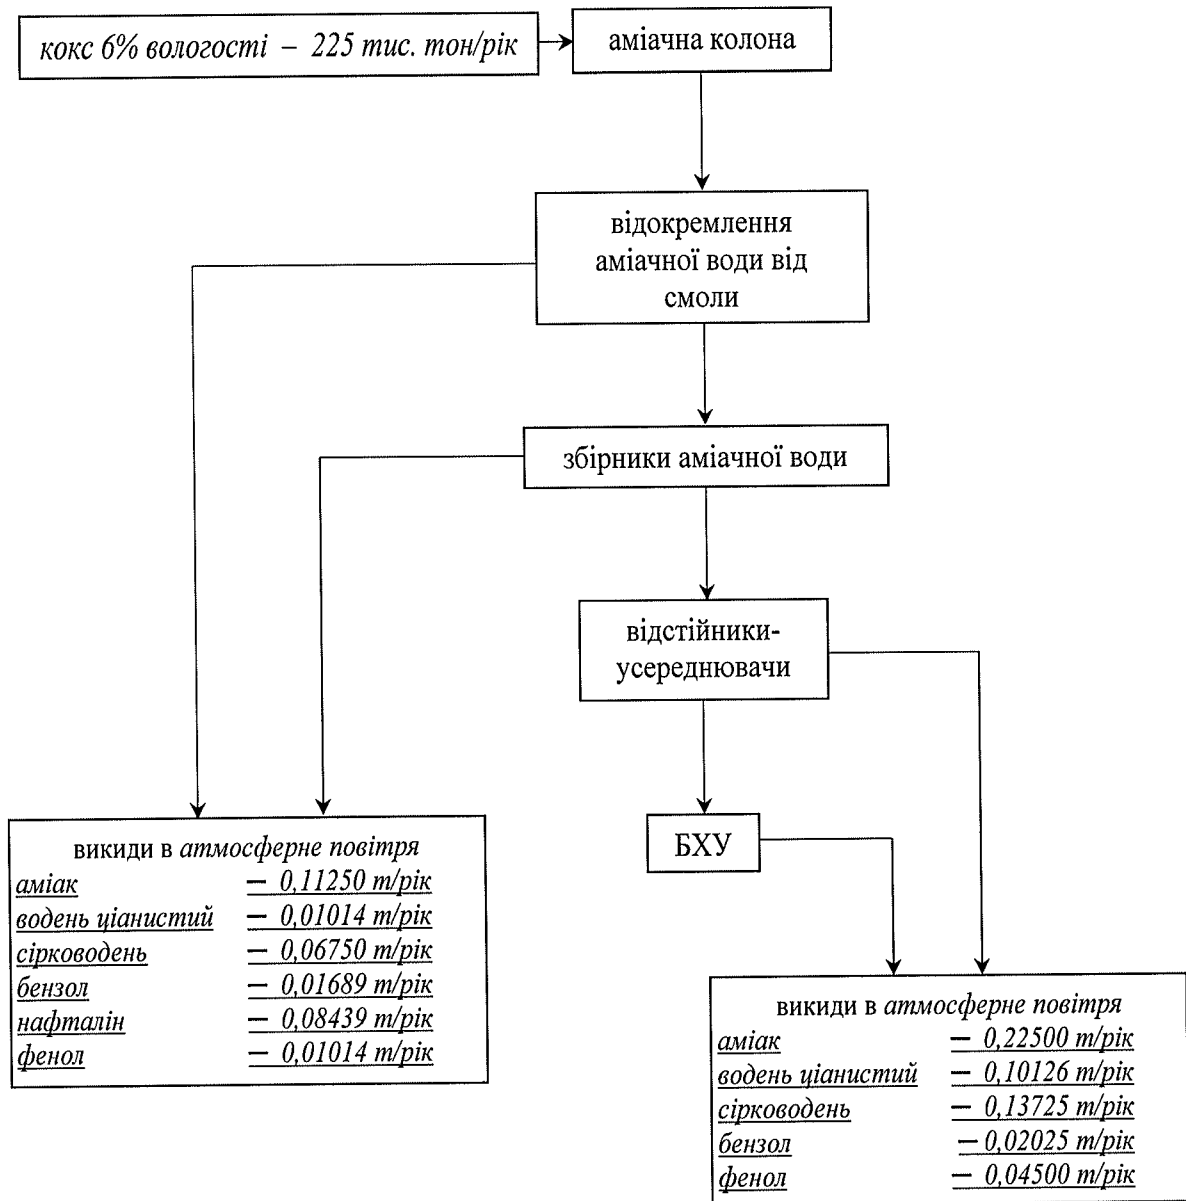 кокс 6% вологості – 225 тис. тон/рік
аміачна колона
відокремлення
аміачної води від
смоли
збірники аміачної води
відстійники-
усереднювачи
БХУ
викиди в атмосферне повітря
аміак – 0,11250 т/рік
водень ціанистий – 0,01014 т/рік
сірководень – 0,06750 т/рік
бензол – 0,01689 т/рік
нафталін – 0,08439 т/рік
фенол – 0,01014 т/рік
викиди в атмосферне повітря
аміак – 0,22500 т/рік
водень ціанистий – 0,10126 т/рік
сірководень – 0,13725 т/рік
бензол – 0,02025 т/рік
фенол – 0,04500 т/рік